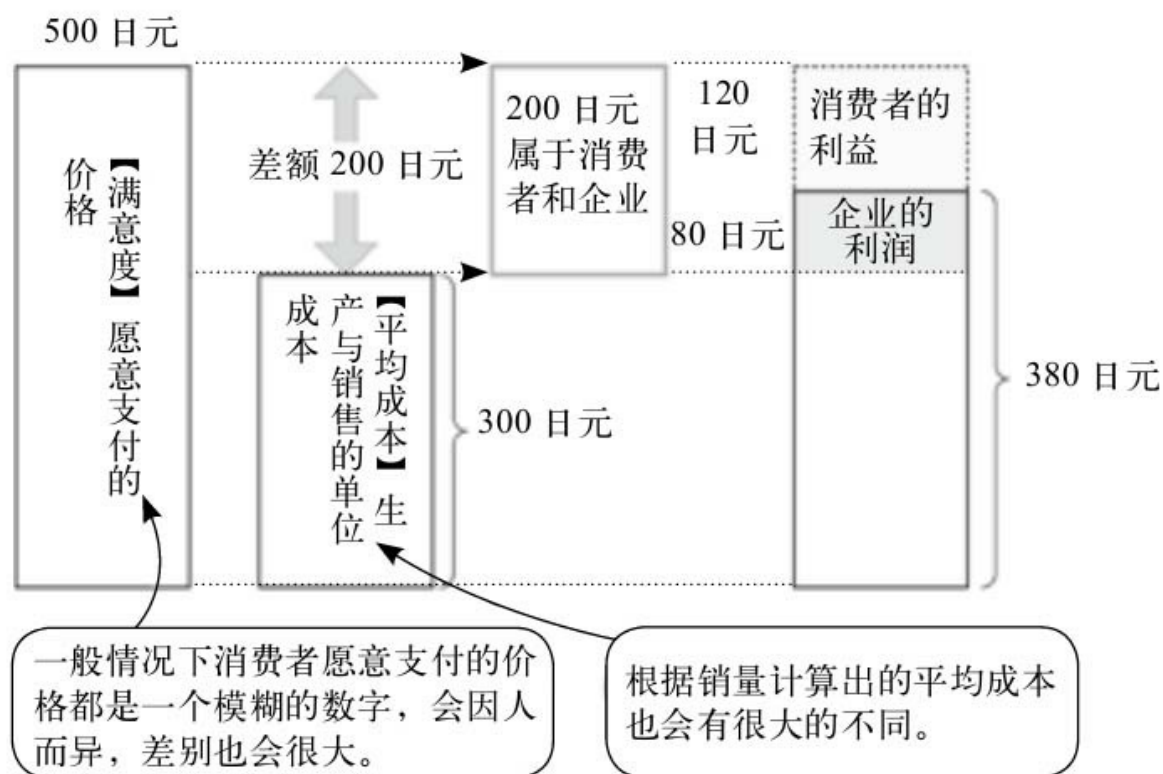 500 日元
【满意度】愿意支付的
价格
差额 200 日元
【平均成本】生
产与销售的单位
成本
300 日元
200 日元
属于消费
者和企业
120
日元
80 日元
消费者的
利益
企业的
利润
380 日元
一般情况下消费者愿意支付的价
格都是一个模糊的数字，会因人
而异，差别也会很大。
根据销量计算出的平均成本
也会有很大的不同。